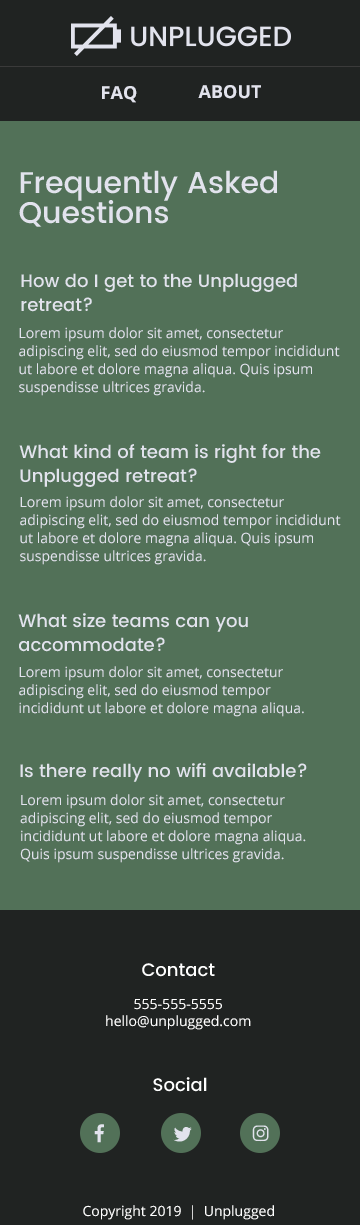 UNPLUGGED
FAQ ABOUT
Frequently Asked
Questions
How do I get to the Unplugged
retreat?
Lorem ipsum dolor sit amet, consectetur
adipiscing elit, sed do eiusmod tempor incididunt
ut labore et dolore magna aliqua. Quis ipsum
suspendisse ultrices gravida.
What kind of team is right for the
Unplugged retreat?
Lorem ipsum dolor sit amet, consectetur
adipiscing elit, sed do eiusmod tempor incididunt
ut labore et dolore magna aliqua. Quis ipsum
suspendisse ultrices gravida.
What size teams can you
accommodate?
Lorem ipsum dolor sit amet, consectetur
adipiscing elit, sed do eiusmod tempor
incididunt ut labore et dolore magna aliqua.
Is there really no wifi available?
Lorem ipsum dolor sit amet, consectetur
adipiscing elit, sed do eiusmod tempor
incididunt ut labore et dolore magna aliqua.
Quis ipsum suspendisse ultrices gravida.
Contact
555-555-5555
hello@unplugged.com
Social
Copyright 2019 | Unplugged